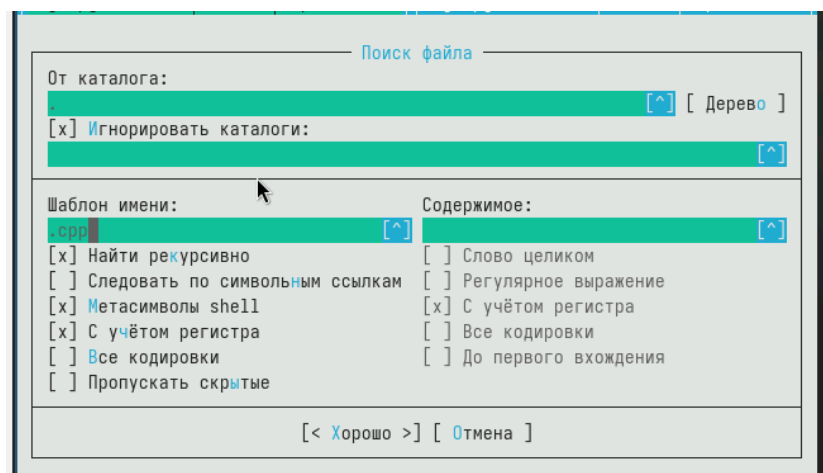 Поиск файла
От каталога:
. [^] [ Дерево ]
[x] Игнорировать каталоги:
[^]
Шаблон имени: Содержимое:
.cpp [^] [^]
[x] Найти рекурсивно [ ] Слово целиком
[ ] Следовать по символьным ссылкам [ ] Регулярное выражение
[x] Метасимволы shell [x] С учётом регистра
[x] С учётом регистра [ ] Все кодировки
[ ] Все кодировки [ ] До первого вхождения
[ ] Пропускать скрытые
[< Хорошо >] [ Отмена ]